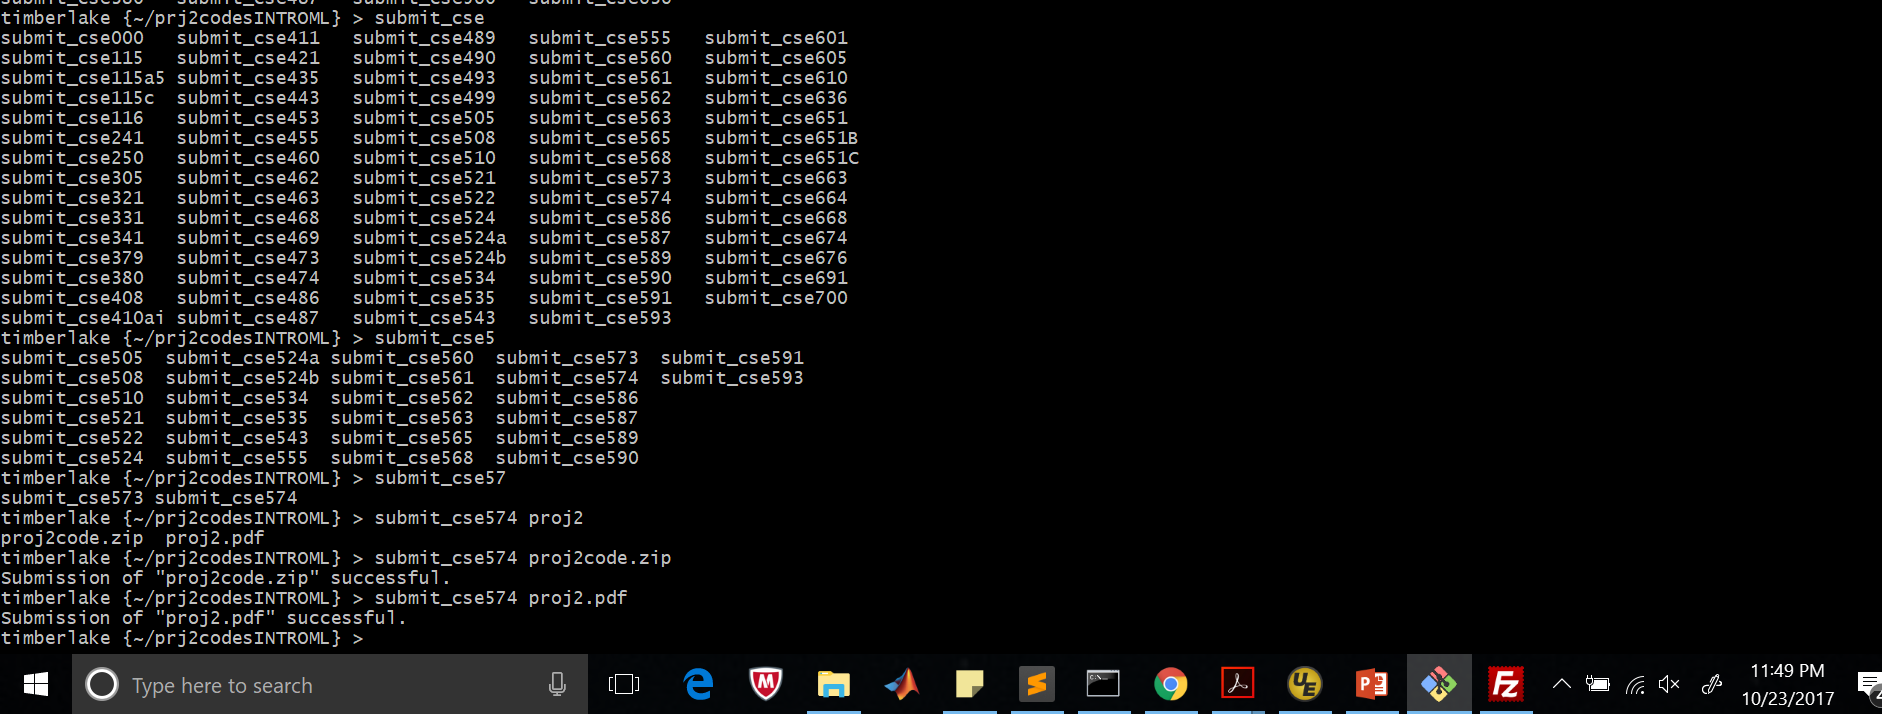 submit_cse380 submit_cse487 submit_cse566 submit_cse636
timberlake {~/prj2codesINTROML} > submit_cse
submit_cse000 submit_cse411 submit_cse489 submit_cse555 submit_cse601
submit_cse115 submit_cse421 submit_cse490 submit_cse560 submit_cse605
submit_cse115a5 submit_cse435 submit_cse493 submit_cse561 submit_cse610
submit_cse115c submit_cse443 submit_cse499 submit_cse562 submit_cse636
submit_cse116 submit_cse453 submit_cse505 submit_cse563 submit_cse651
submit_cse241 submit_cse455 submit_cse508 submit_cse565 submit_cse651B
submit_cse250 submit_cse460 submit_cse510 submit_cse568 submit_cse651C
submit_cse305 submit_cse462 submit_cse521 submit_cse573 submit_cse663
submit_cse321 submit_cse463 submit_cse522 submit_cse574 submit_cse664
submit_cse331 submit_cse468 submit_cse524 submit_cse586 submit_cse668
submit_cse341 submit_cse469 submit_cse524a submit_cse587 submit_cse674
submit_cse379 submit_cse473 submit_cse524b submit_cse589 submit_cse676
submit_cse380 submit_cse474 submit_cse534 submit_cse590 submit_cse691
submit_cse408 submit_cse486 submit_cse535 submit_cse591 submit_cse700
submit_cse410ai submit_cse487 submit_cse543 submit_cse593
timberlake {~/prj2codesINTROML} > submit_cse5
submit_cse505 submit_cse524a submit_cse560 submit_cse573 submit_cse591
submit_cse508 submit_cse524b submit_cse561 submit_cse574 submit_cse593
submit_cse510 submit_cse534 submit_cse562 submit_cse586
submit_cse521 submit_cse535 submit_cse563 submit_cse587
submit_cse522 submit_cse543 submit_cse565 submit_cse589
submit_cse524 submit_cse555 submit_cse568 submit_cse590
timberlake {~/prj2codesINTROML} > submit_cse57
submit_cse573 submit_cse574
timberlake {~/prj2codesINTROML} > submit_cse574 proj2
proj2code.zip proj2.pdf
timberlake {~/prj2codesINTROML} > submit_cse574 proj2code.zip
Submission of "proj2code.zip" successful.
timberlake {~/prj2codesINTROML} > submit_cse574 proj2.pdf
Submission of "proj2.pdf" successful.
timberlake {~/prj2codesINTROML} >
Type here to search
11:49 PM
10/23/2017